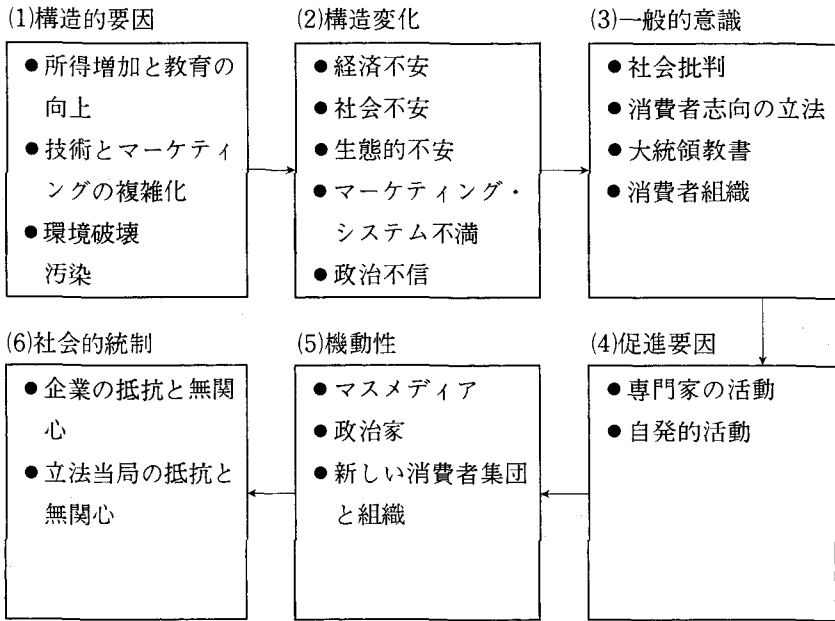 (1)構造的要因
●所得増加と教育の
向上
●技術とマーケティ
ングの複雑化
●環境破壊
汚染
(2)構造変化
●経済不安
●社会不安
●生態的不安
●マーケティング・
システム不満
●政治不信
(3)一般的意識
●社会批判
●消費者志向の立法
●大統領教書
●消費者組織
(4)促進要因
●専門家の活動
●自発的活動
(5)機動性
●マスメディア
●政治家
●新しい消費者集団
と組織
(6)社会的統制
●企業の抵抗と無関
心
●立法当局の抵抗と
無関心